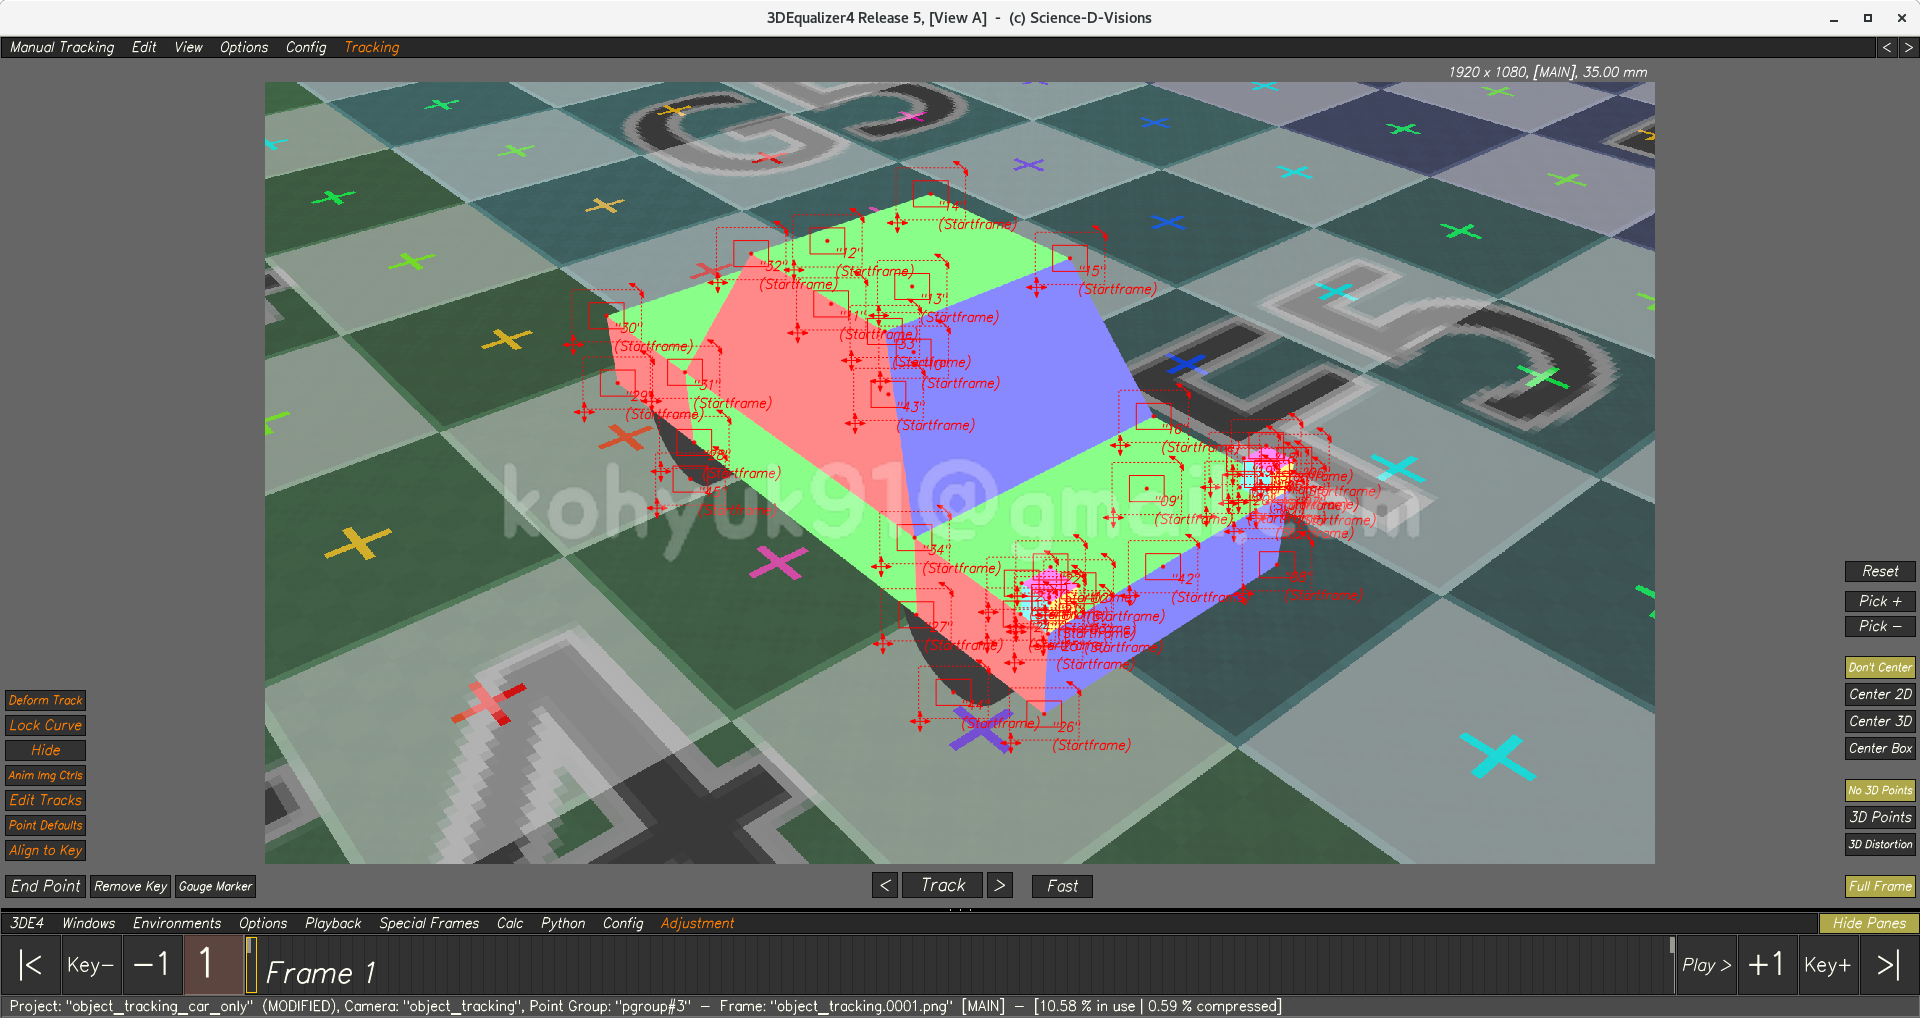 3DEqualizer4 Release 5, [View A]  -  (c) Science-D-Visions
Manual Tracking Edit View Options Config Tracking < >
1920 x 1080, [MAIN], 35.00 mm
"14"
(Startframe)
"12"
(Startframe)
"32"
(Startframe)
"15"
(Startframe)
"13"
(Startframe)
"30"
(Startframe)
(Startframe)
(Startframe)
"31"
(Startframe)
(Startframe)
"29"
(Startframe)
"43"
(Startframe)
(Startframe)
(Startframe)
(Startframe)
kohyuk91@gmail.com
"09"
(Startframe)
"34"
(Startframe)
"42"
(Startframe)
(Startframe)
"27"
(Startframe)
(Startframe)
(Startframe)
"26"
(Startframe)
Reset
Pick +
Pick -
Don't Center
Center 2D
Center 3D
Center Box
No 3D Points
3D Points
3D Distortion
Full Frame
Deform Track
Lock Curve
Hide
Anim Img Ctrls
Edit Tracks
Point Defaults
Align to Key
End Point Remove Key Gauge Marker < Track > Fast
3DE4 Windows Environments Options Playback Special Frames Calc Python Config Adjustment Hide Panes
|< Key- -1 1 Frame 1 Play > +1 Key+ >|
Project: "object_tracking_car_only"  (MODIFIED), Camera: "object_tracking", Point Group: "pgroup#3"  -  Frame: "object_tracking.0001.png"  [MAIN]  -  [10.58 % in use | 0.59 % compressed]